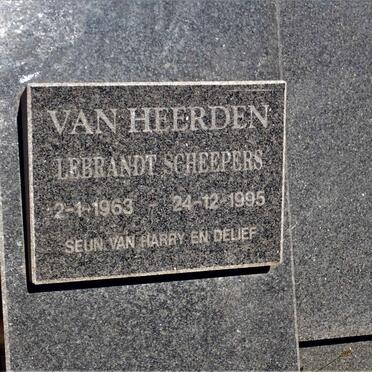 VAN HEERDEN
LEBRANDT SCHEEPERS
2-1-1963 - 24-12-1995
SEUN VAN HARRY EN DELIEF